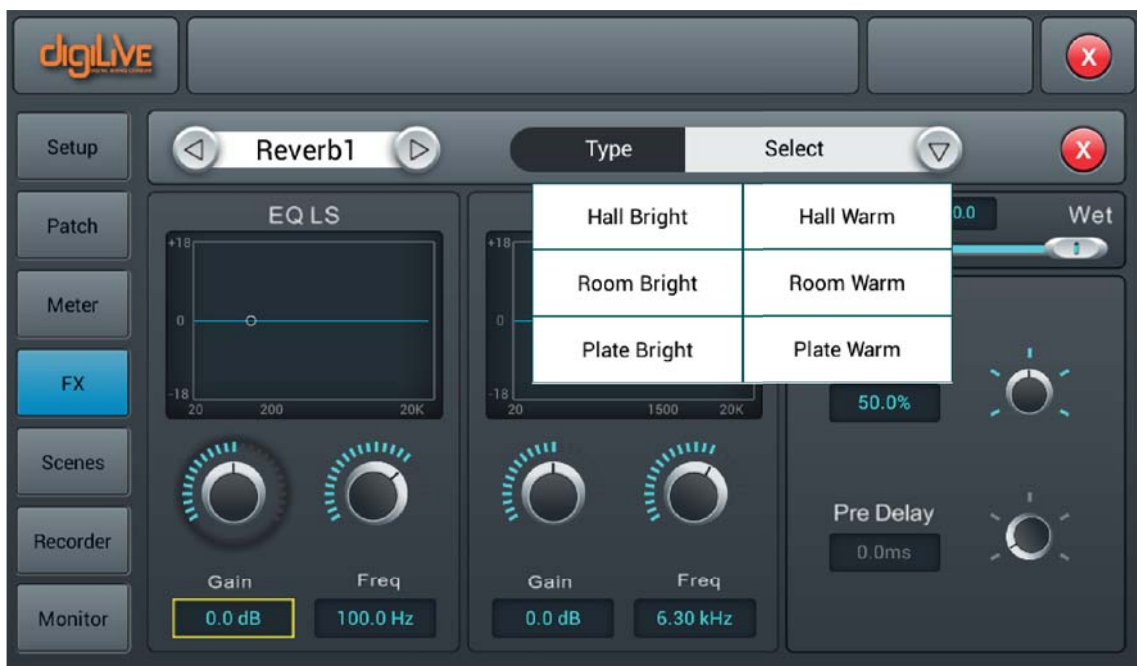 digiLIVE
X
Setup
Reverb1
Type
Select
X
Patch
EQ LS
Hall Bright
Hall Warm
0.0
Wet
+18
+18
Room Bright
Room Warm
Meter
0
0
Plate Bright
Plate Warm
FX
-18
-18
20
200
20K
20
1500
20K
50.0%
Scenes
Pre Delay
0.0ms
Recorder
Gain
Freq
Gain
Freq
Monitor
0.0 dB
100.0 Hz
0.0 dB
6.30 kHz